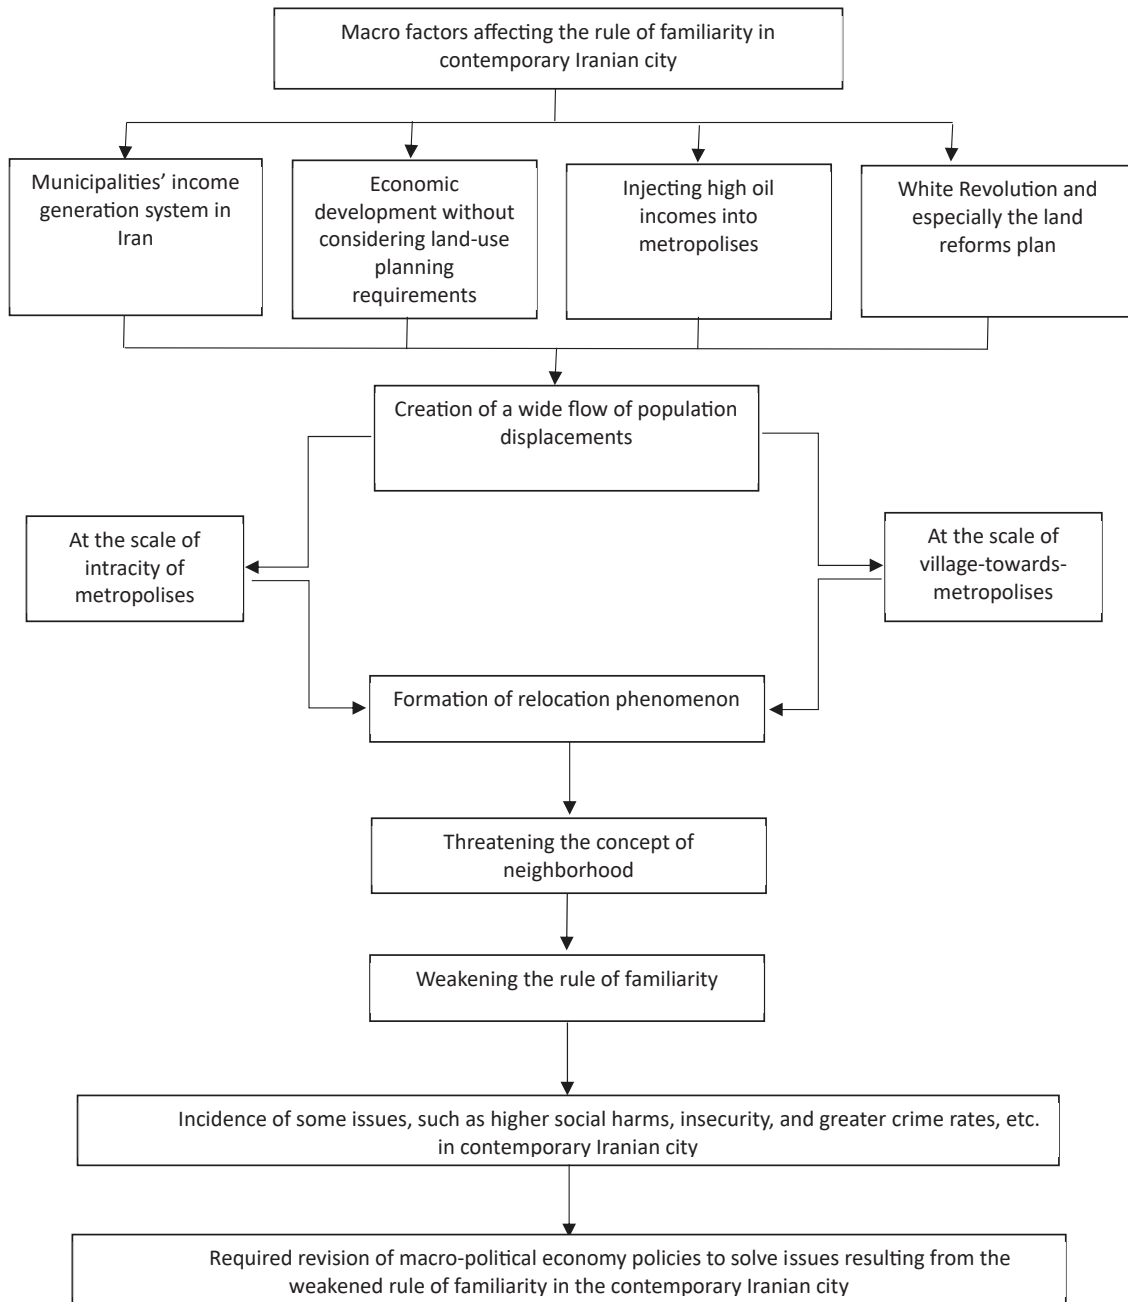 Macro factors affecting the rule of familiarity in
contemporary Iranian city
Municipalities’ income
generation system in
Iran
Economic
development without
considering land-use
planning
requirements
Injecting high oil
incomes into
metropolises
White Revolution and
especially the land
reforms plan
Creation of a wide flow of population
displacements
At the scale of
intracity of
metropolises
At the scale of
village-towards-
metropolises
Formation of relocation phenomenon
Threatening the concept of
neighborhood
Weakening the rule of familiarity
Incidence of some issues, such as higher social harms, insecurity, and greater crime rates, etc.
in contemporary Iranian city
Required revision of macro-political economy policies to solve issues resulting from the
weakened rule of familiarity in the contemporary Iranian city